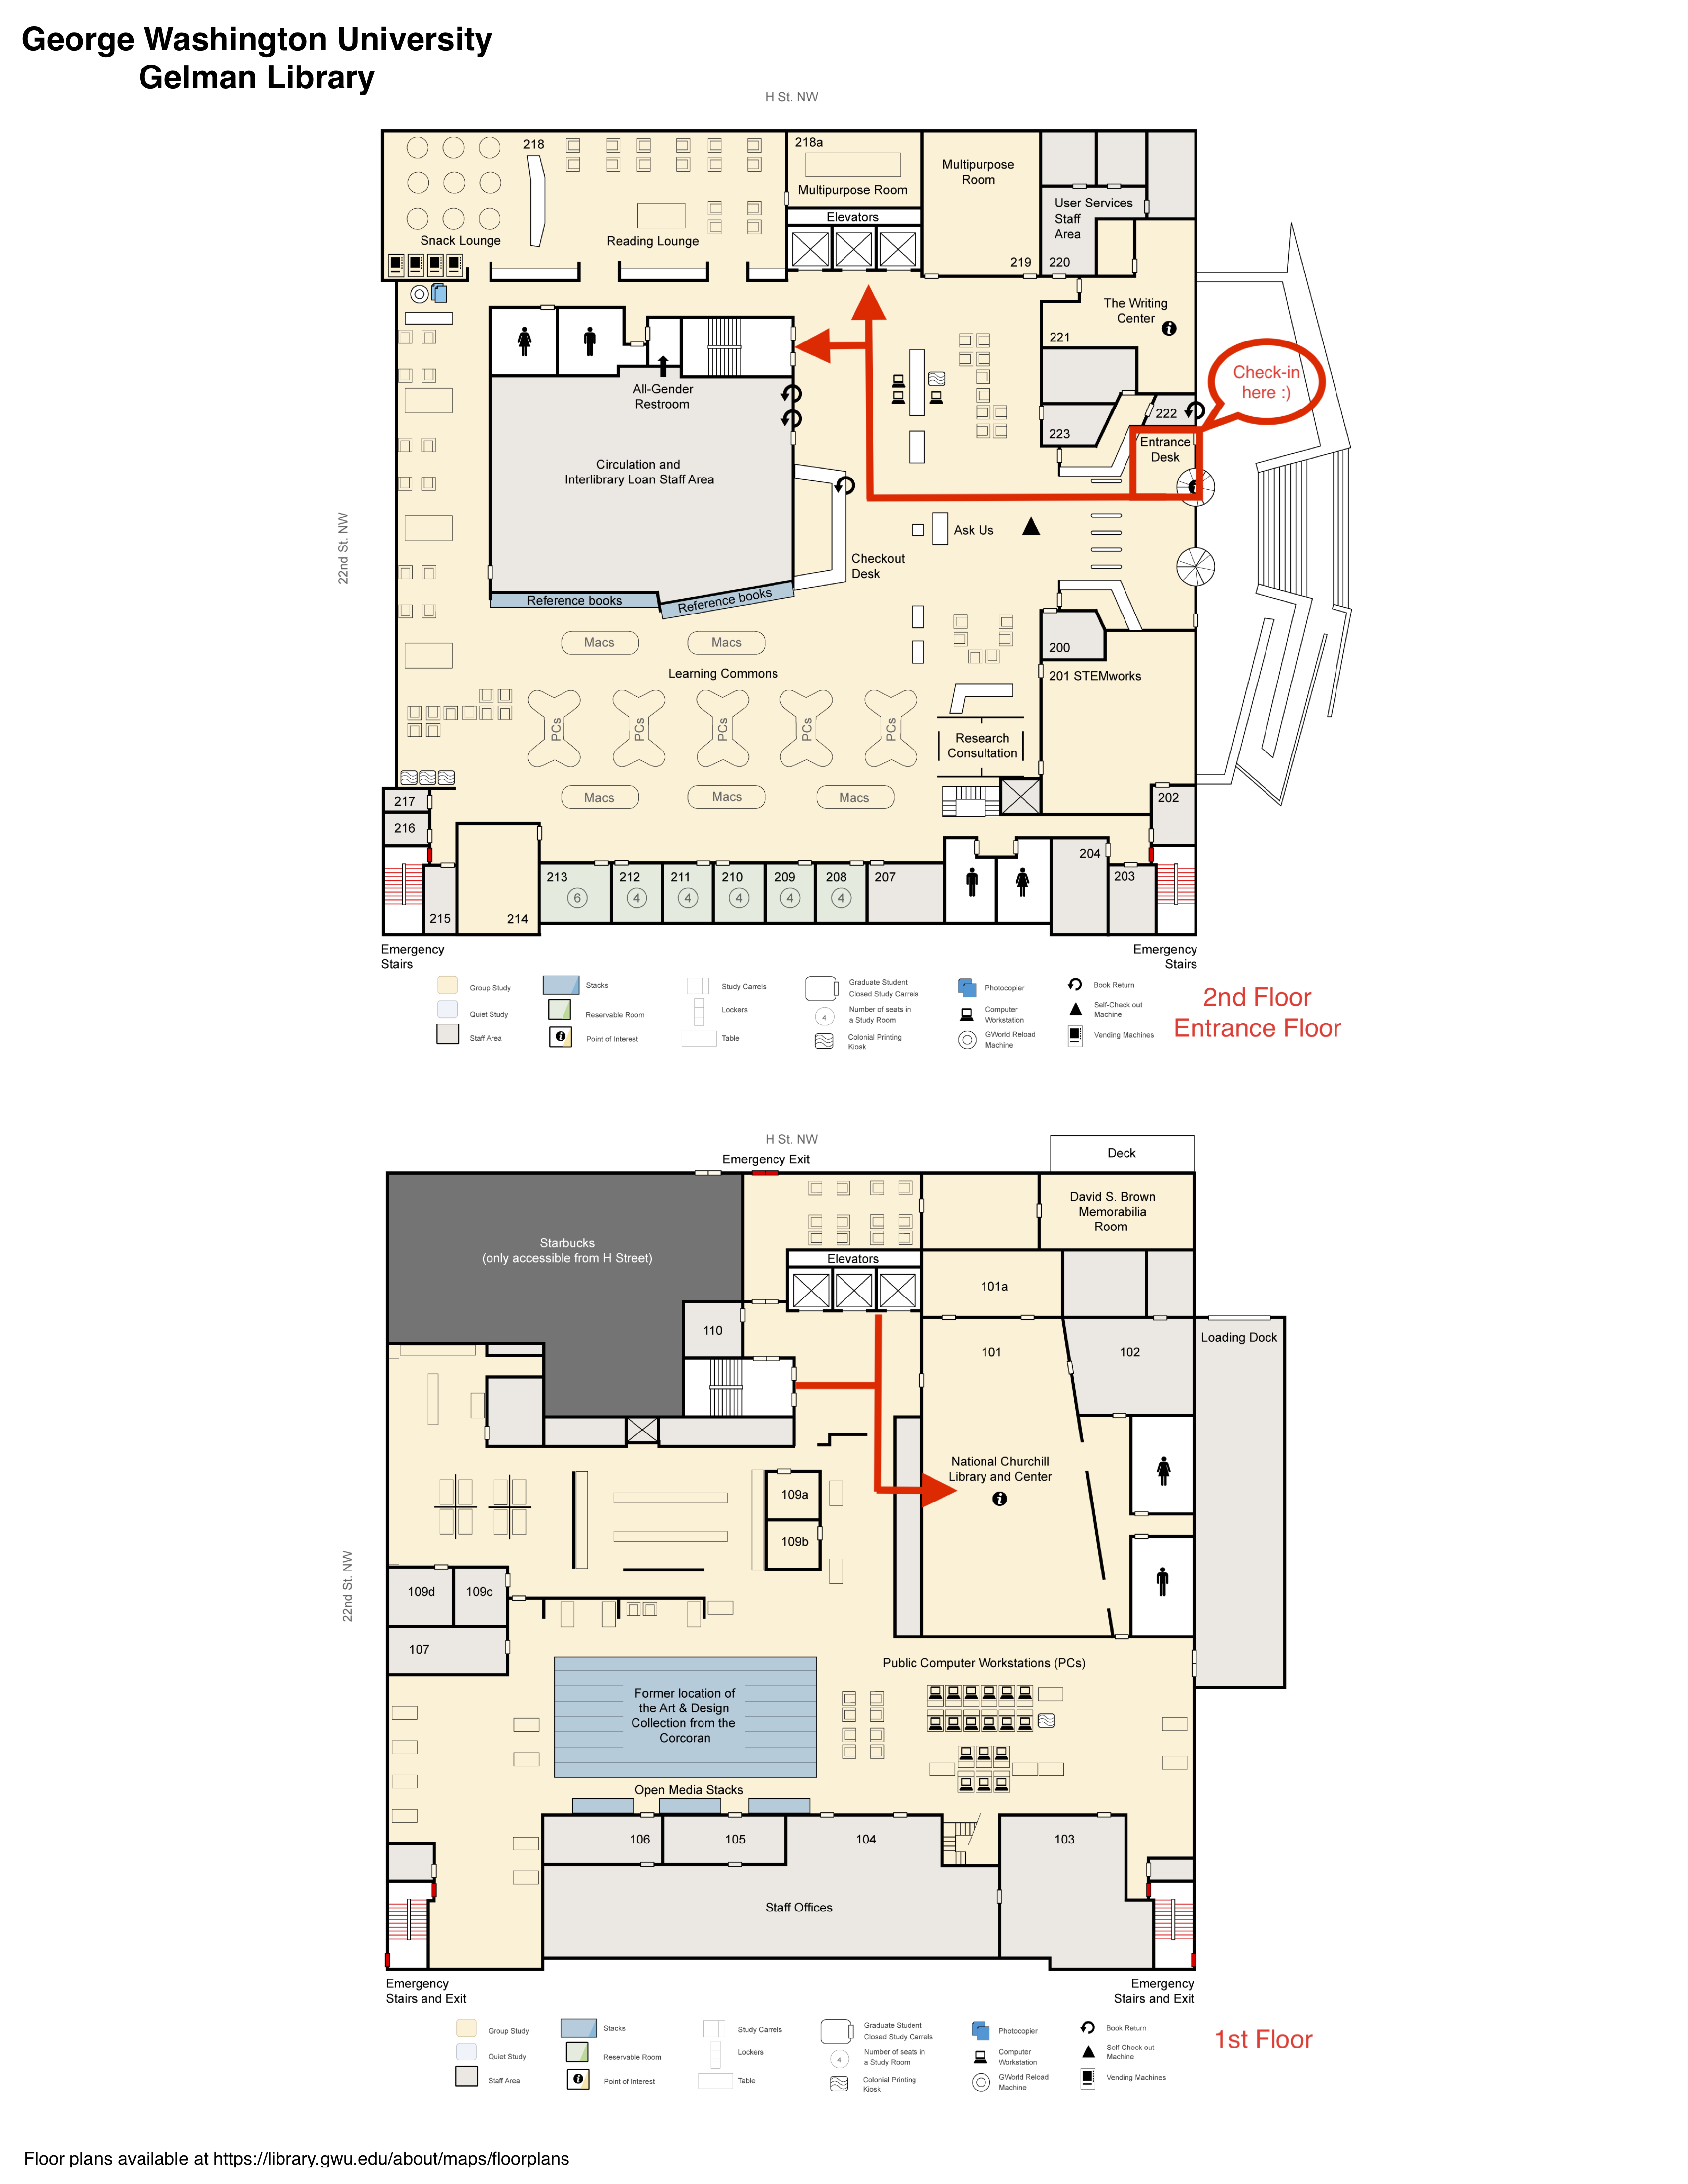 George Washington University
Gelman Library
H St. NW
218
218a
Multipurpose Room
Multipurpose
Room
User Services
Staff
Area
Elevators
Snack Lounge
Reading Lounge
219
220
The Writing
Center
221
All-Gender
Restroom
Check-in
here :)
222
223
Entrance
Desk
Circulation and
Interlibrary Loan Staff Area
22nd St. NW
Ask Us
Checkout
Desk
Reference books
Reference books
Macs
Macs
Learning Commons
200
201 STEMworks
PCs
PCs
PCs
PCs
PCs
Research
Consultation
Macs
Macs
Macs
217
216
202
204
203
213
6
212
4
211
4
210
4
209
4
208
4
207
215
214
Emergency
Stairs
Emergency
Stairs
Group Study
Quiet Study
Staff Area
Stacks
Reservable Room
Point of Interest
Study Carrels
Lockers
Table
Graduate Student
Closed Study Carrels
4
Number of seats in
a Study Room
Colonial Printing
Kiosk
Photocopier
Computer
Workstation
GWorld Reload
Machine
Book Return
Self-Check out
Machine
Vending Machines
2nd Floor
Entrance Floor
H St. NW
Emergency Exit
Deck
David S. Brown
Memorabilia
Room
Starbucks
(only accessible from H Street)
Elevators
101a
110
101
102
Loading Dock
National Churchill
Library and Center
109a
109b
22nd St. NW
109d
109c
107
Public Computer Workstations (PCs)
Former location of
the Art & Design
Collection from the
Corcoran
Open Media Stacks
106
105
104
103
Staff Offices
Emergency
Stairs and Exit
Emergency
Stairs and Exit
Group Study
Quiet Study
Staff Area
Stacks
Reservable Room
Point of Interest
Study Carrels
Lockers
Table
Graduate Student
Closed Study Carrels
4
Number of seats in
a Study Room
Colonial Printing
Kiosk
Photocopier
Computer
Workstation
GWorld Reload
Machine
Book Return
Self-Check out
Machine
Vending Machines
1st Floor
Floor plans available at https://library.gwu.edu/about/maps/floorplans